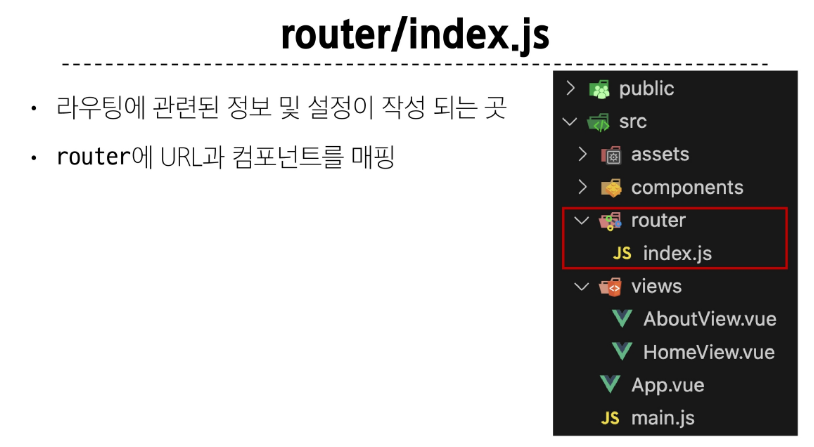 router/index.js
• 라우팅에 관련된 정보 및 설정이 작성 되는 곳
• router에 URL과 컴포넌트를 매핑
public
src
assets
components
router
JS index.js
views
AboutView.vue
HomeView.vue
App.vue
JS main.js